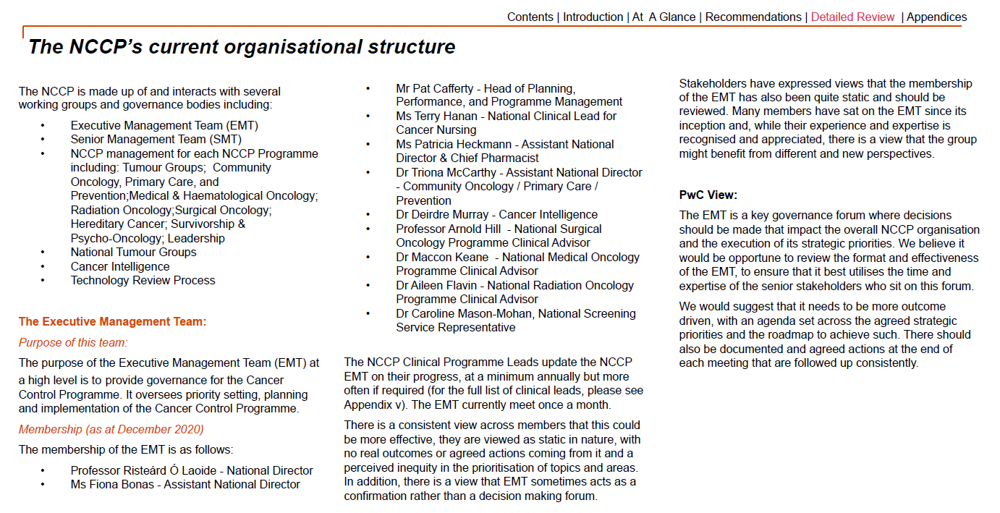 Contents | Introduction | At A Glance | Recommendations | Detailed Review | Appendices
The NCCP's current organisational structure
The NCCP is made up of and interacts with several
working groups and governance bodies including:
• Executive Management Team (EMT)
• Senior Management Team (SMT)
• NCCP management for each NCCP Programme
including: Tumour Groups; Community
Oncology, Primary Care, and
Prevention;Medical & Haematological Oncology;
Radiation Oncology;Surgical Oncology;
Hereditary Cancer; Survivorship &
Psycho-Oncology; Leadership
• National Tumour Groups
• Cancer Intelligence
• Technology Review Process
The Executive Management Team:
Purpose of this team:
The purpose of the Executive Management Team (EMT) at
a high level is to provide governance for the Cancer
Control Programme. It oversees priority setting, planning
and implementation of the Cancer Control Programme.
Membership (as at December 2020)
The membership of the EMT is as follows:
• Professor Risteárd Ó Laoide - National Director
• Ms Fiona Bonas - Assistant National Director
• Mr Pat Cafferty - Head of Planning,
Performance, and Programme Management
• Ms Terry Hanan - National Clinical Lead for
Cancer Nursing
• Ms Patricia Heckmann - Assistant National
Director & Chief Pharmacist
• Dr Triona McCarthy - Assistant National Director
- Community Oncology / Primary Care /
Prevention
• Dr Deirdre Murray - Cancer Intelligence
• Professor Arnold Hill - National Surgical
Oncology Programme Clinical Advisor
• Dr Maccon Keane - National Medical Oncology
Programme Clinical Advisor
• Dr Aileen Flavin - National Radiation Oncology
Programme Clinical Advisor
• Dr Caroline Mason-Mohan, National Screening
Service Representative
The NCCP Clinical Programme Leads update the NCCP
EMT on their progress, at a minimum annually but more
often if required (for the full list of clinical leads, please see
Appendix v). The EMT currently meet once a month.
There is a consistent view across members that this could
be more effective, they are viewed as static in nature, with
no real outcomes or agreed actions coming from it and a
perceived inequity in the prioritisation of topics and areas.
In addition, there is a view that EMT sometimes acts as a
confirmation rather than a decision making forum.
Stakeholders have expressed views that the membership
of the EMT has also been quite static and should be
reviewed. Many members have sat on the EMT since its
inception and, while their experience and expertise is
recognised and appreciated, there is a view that the group
might benefit from different and new perspectives.
PwC View:
The EMT is a key governance forum where decisions
should be made that impact the overall NCCP organisation
and the execution of its strategic priorities. We believe it
would be opportune to review the format and effectiveness
of the EMT, to ensure that it best utilises the time and
expertise of the senior stakeholders who sit on this forum.
We would suggest that it needs to be more outcome
driven, with an agenda set across the agreed strategic
priorities and the roadmap to achieve such. There should
also be documented and agreed actions at the end of
each meeting that are followed up consistently.